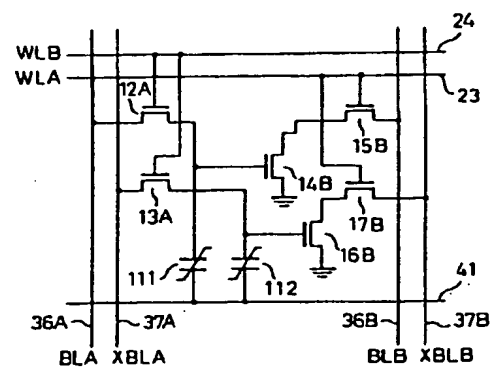 24
WLB
WLA
12A
23
15B
14B
13A
17B
16B
111
112
41
36A
37A
36B
37B
BLA XBLA
BLB XBLB